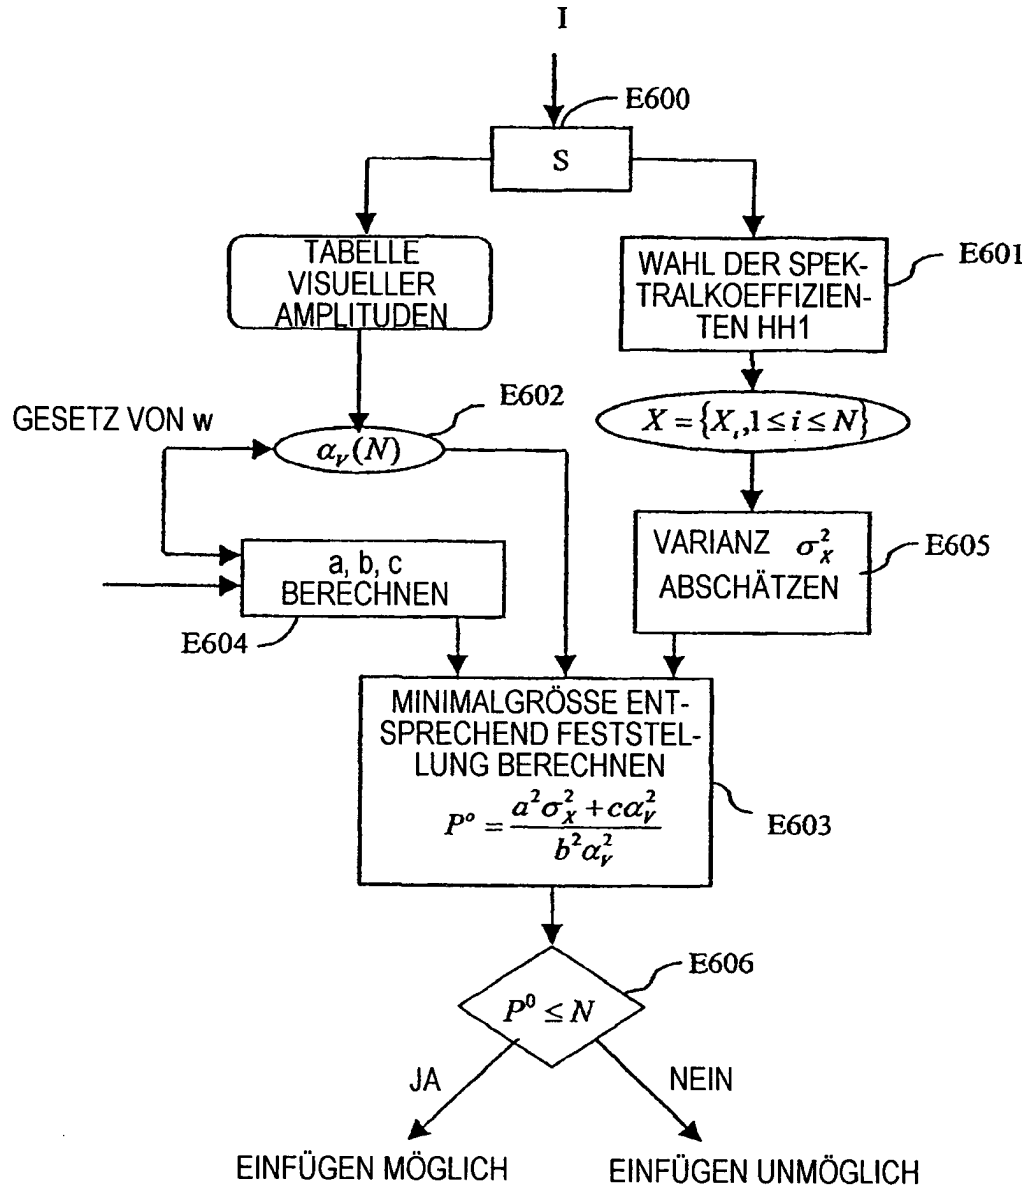 I
E600
S
TABELLE
VISUELLER
AMPLITUDEN
WAHL DER SPEK-
TRALKOEFFIZIEN-
TEN HH1
E601
GESETZ VON w
E602
α_V(N)
X = {X_i, 1 ≤ i ≤ N}
a, b, c
BERECHNEN
E604
VARIANZ σ_X^2
ABSCHÄTZEN
E605
MINIMALGRÖSSE ENT-
SPRECHEND FESTSTEL-
LUNG BERECHNEN
P^o = (a^2 σ_X^2 + c α_V^2) / (b^2 α_V^2)
E603
E606
P^0 ≤ N
JA
NEIN
EINFÜGEN MÖGLICH
EINFÜGEN UNMÖGLICH